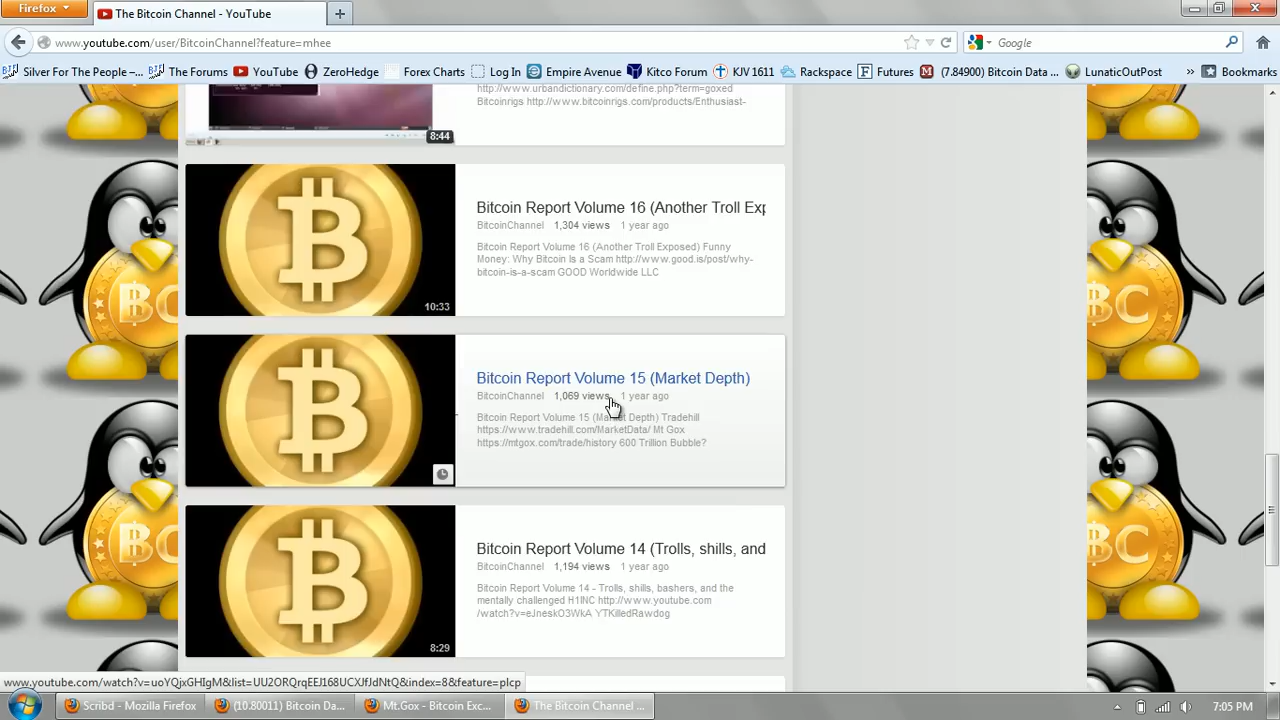 Firefox
The Bitcoin Channel - YouTube
www.youtube.com/user/BitcoinChannel?feature=mhee
Google
Silver For The People –...
The Forums
YouTube
ZeroHedge
Forex Charts
Log In
Empire Avenue
Kitco Forum
KJV 1611
Rackspace
Futures
(7.84900) Bitcoin Data ...
LunaticOutPost
»
Bookmarks
urbandictionary.com/define.php?term=goxed
Bitcoinrigs http://www.bitcoinrigs.com/products/Enthusiast-
8:44
Bitcoin Report Volume 16 (Another Troll Exp
BitcoinChannel 1,304 views 1 year ago
Bitcoin Report Volume 16 (Another Troll Exposed) Funny
Money: Why Bitcoin Is a Scam http://www.good.is/post/why-
bitcoin-is-a-scam GOOD Worldwide LLC
10:33
Bitcoin Report Volume 15 (Market Depth)
BitcoinChannel 1,069 views 1 year ago
Bitcoin Report Volume 15 (Market Depth) Tradehill
https://www.tradehill.com/MarketData/ Mt Gox
https://mtgox.com/trade/history 600 Trillion Bubble?
Bitcoin Report Volume 14 (Trolls, shills, and
BitcoinChannel 1,194 views 1 year ago
Bitcoin Report Volume 14 - Trolls, shills, bashers, and the
mentally challenged H1INC http://www.youtube.com
/watch?v=eJneskO3WkA YTKilledRawdog
8:29
www.youtube.com/watch?v=uoYQjxGHIgM&list=UU2ORQrqEEJ168UCXJfJdNtQ&index=8&feature=plcp
Scribd - Mozilla Firefox
(10.80011) Bitcoin Da...
Mt.Gox - Bitcoin Exc...
The Bitcoin Channel ...
7:05 PM